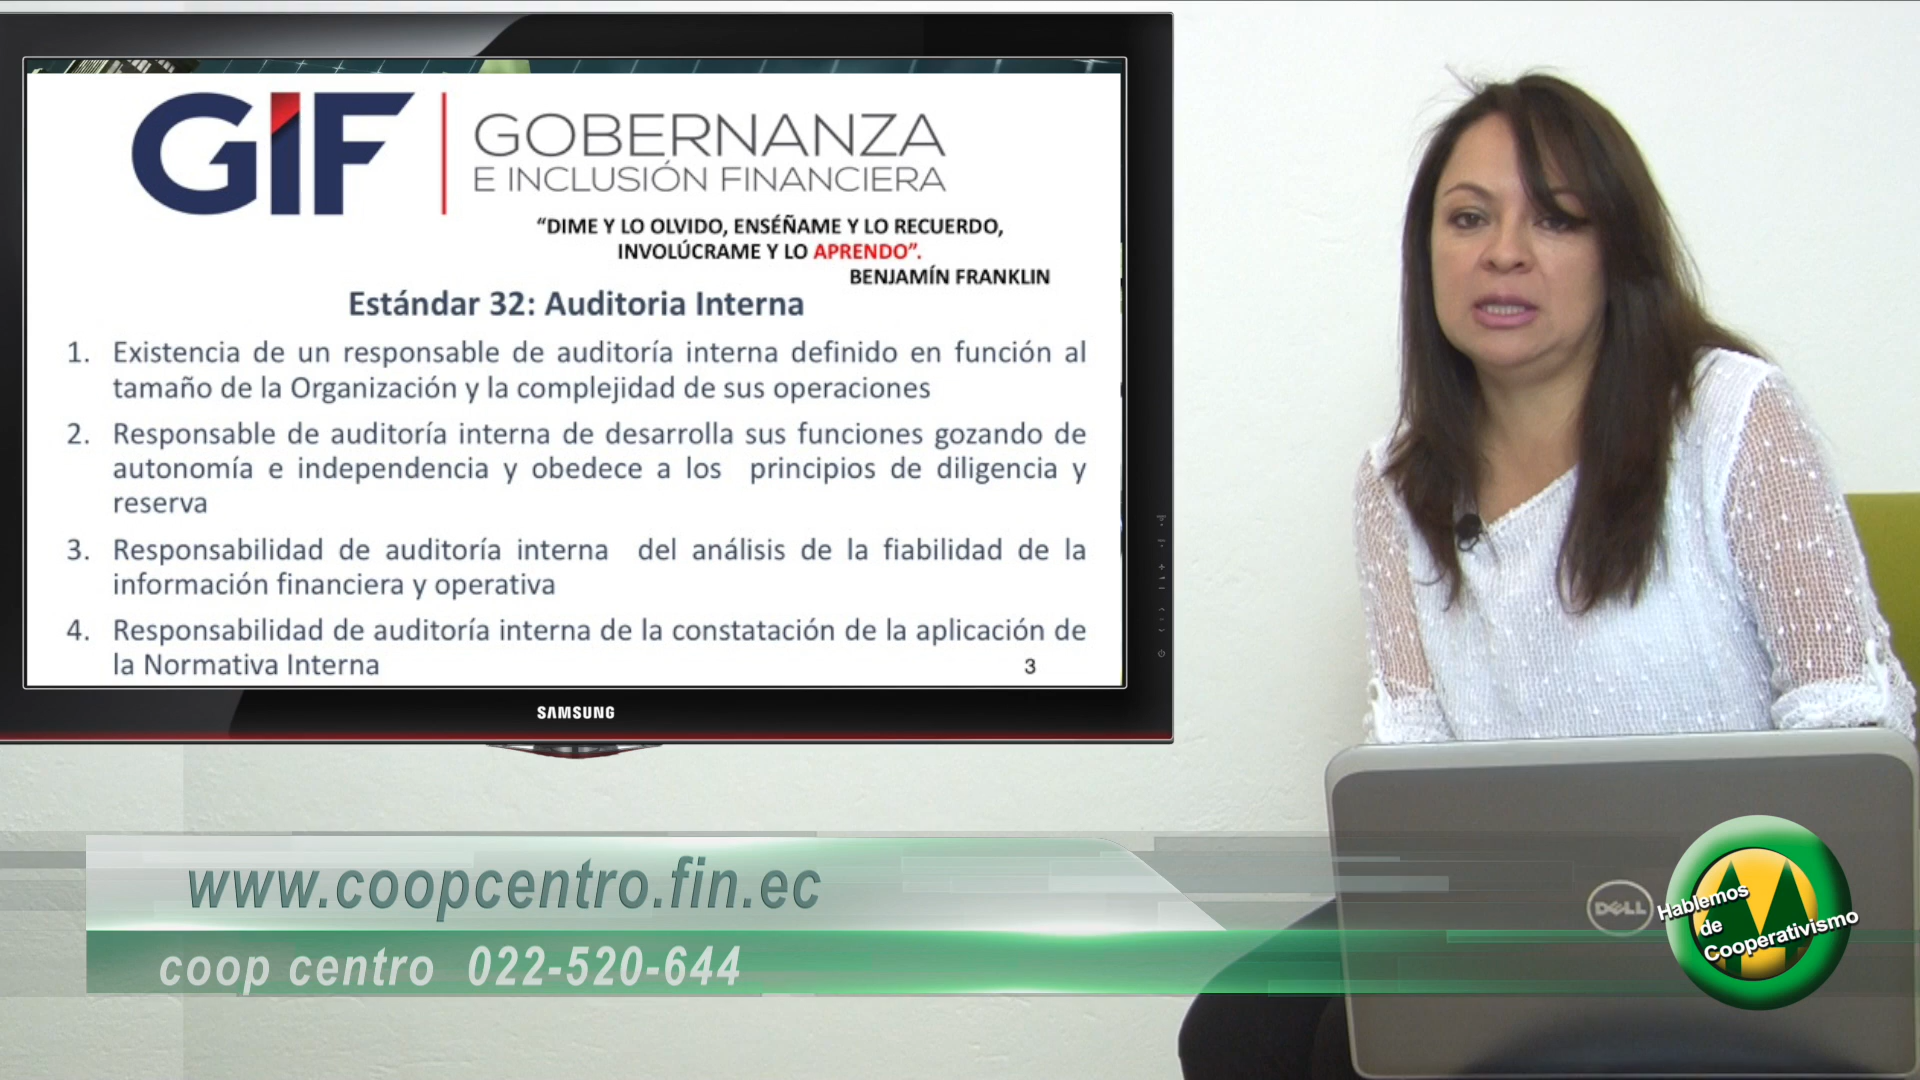 GIF
GOBERNANZA
E INCLUSIÓN FINANCIERA
“DIME Y LO OLVIDO, ENSÉÑAME Y LO RECUERDO,
INVOLÚCRAME Y LO APRENDO”.
BENJAMÍN FRANKLIN
Estándar 32: Auditoria Interna
1. Existencia de un responsable de auditoría interna definido en función al
tamaño de la Organización y la complejidad de sus operaciones
2. Responsable de auditoría interna de desarrolla sus funciones gozando de
autonomía e independencia y obedece a los principios de diligencia y
reserva
3. Responsabilidad de auditoría interna del análisis de la fiabilidad de la
información financiera y operativa
4. Responsabilidad de auditoría interna de la constatación de la aplicación de
la Normativa Interna
3
SAMSUNG
www.coopcentro.fin.ec
coop centro 022-520-644
DELL
Hablemos
de
Cooperativismo